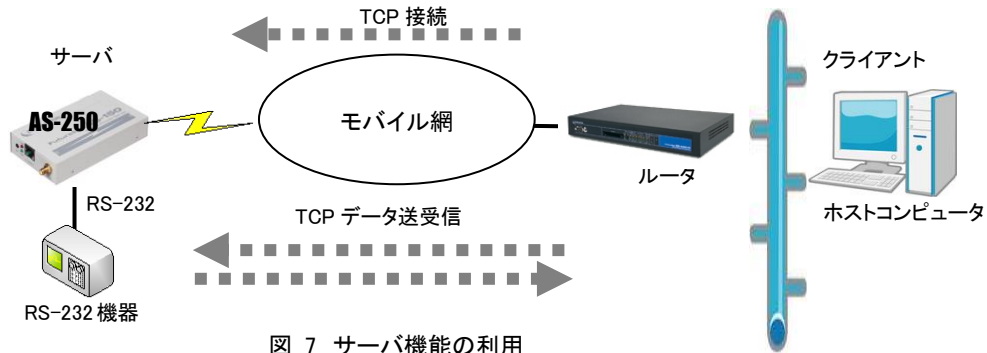 TCP 接続
サーバ
クライアント
AS-250
モバイル網
ルータ
RS-232
ホストコンピュータ
TCP データ送受信
RS-232 機器
図 7 サーバ機能の利用